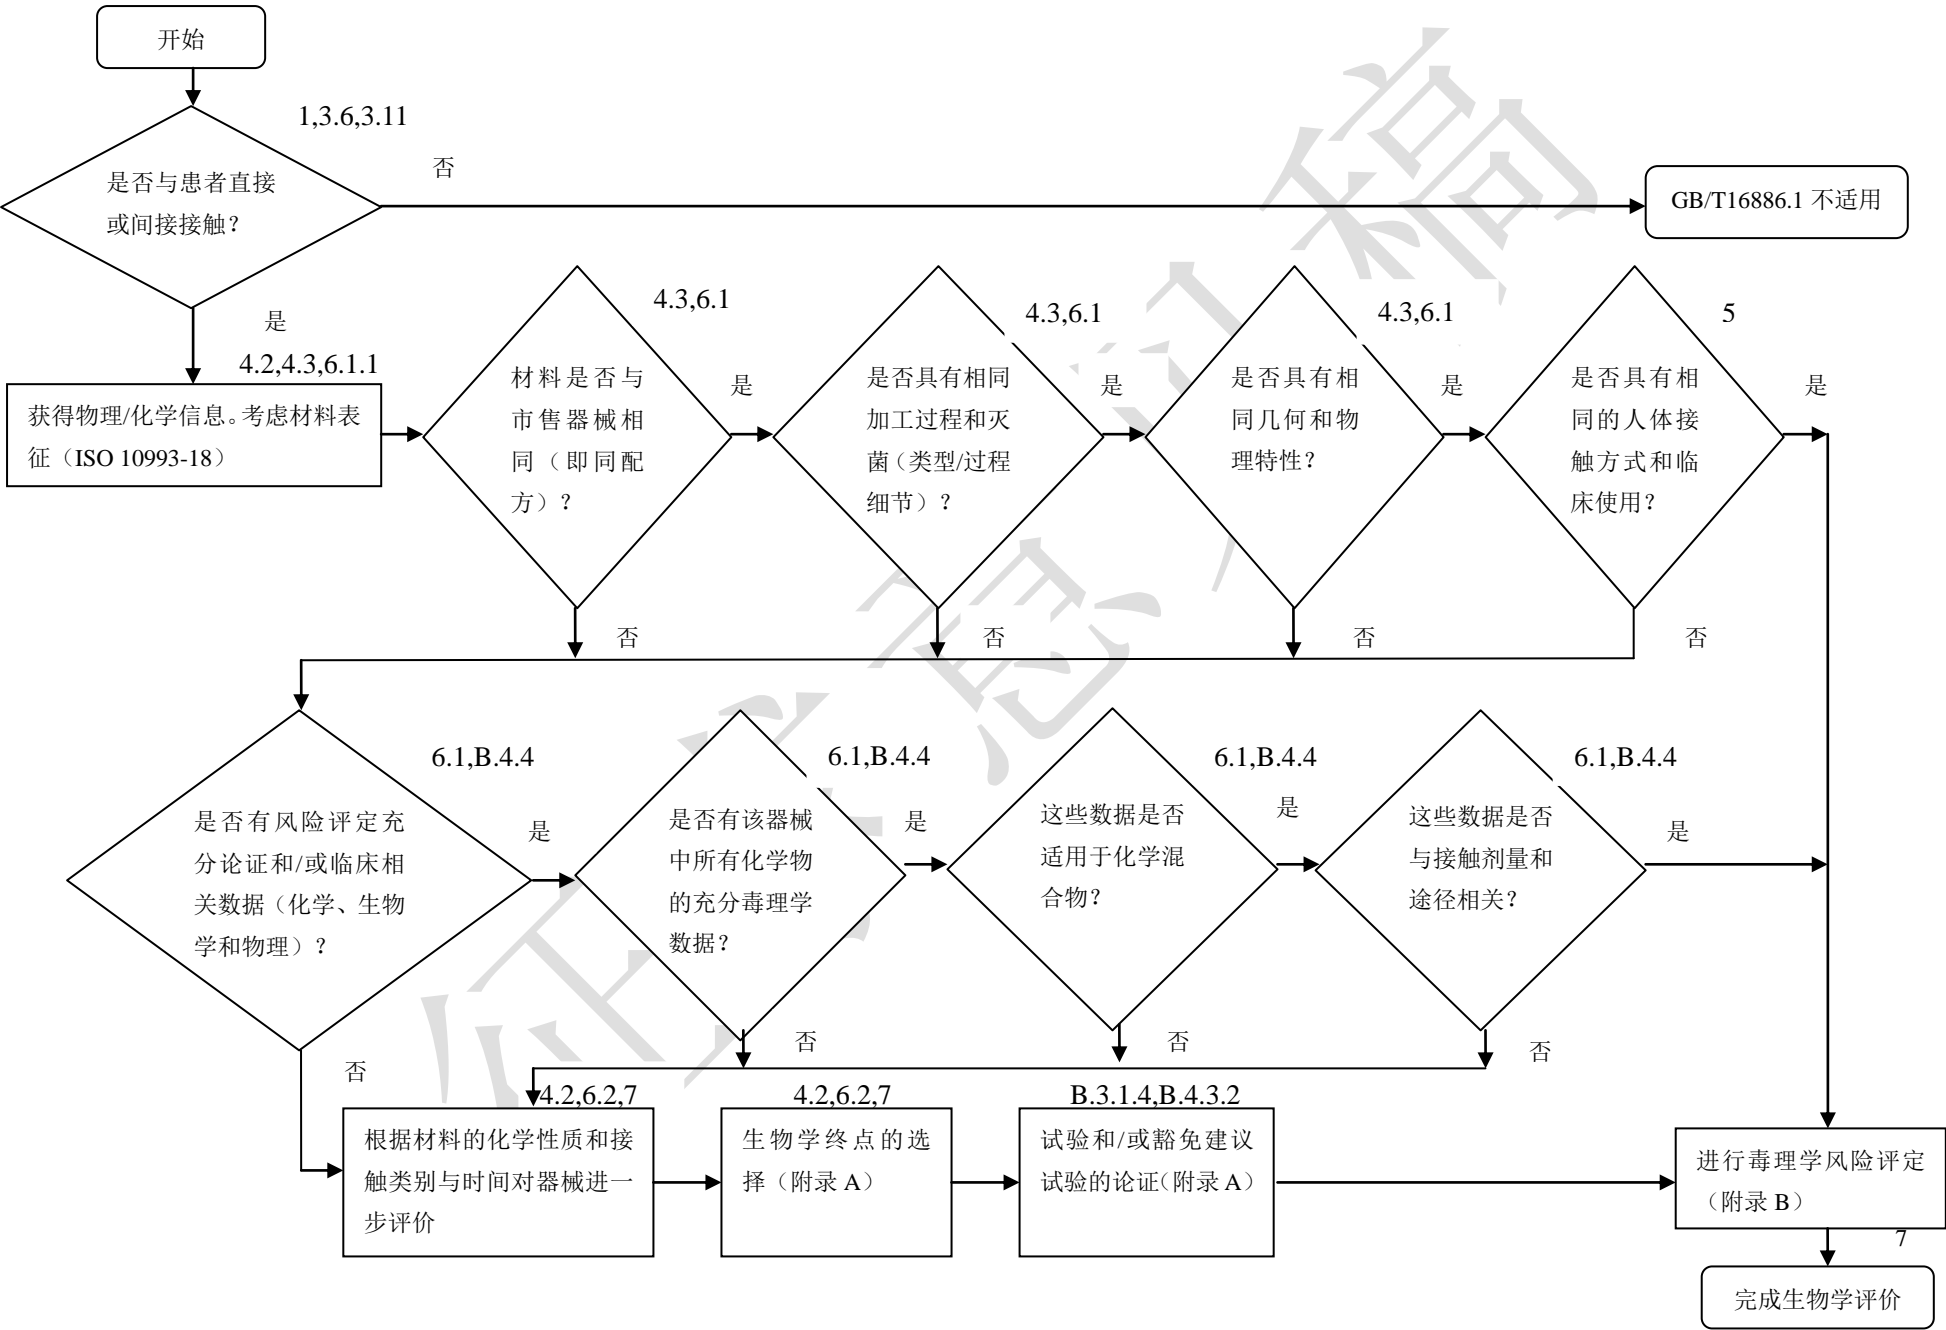 开始
1,3.6,3.11
是否与患者直接
或间接接触？
否
GB/T16886.1 不适用
是
4.2,4.3,6.1.1
获得物理/化学信息。考虑材料表
征（ISO 10993-18）
4.3,6.1
材料是否与
市售器械相
同（即同配
方）？
是
否
4.3,6.1
是否具有相同
加工过程和灭
菌（类型/过程
细节）？
是
否
4.3,6.1
是否具有相
同几何和物
理特性？
是
否
5
是否具有相
同的人体接
触方式和临
床使用？
是
否
6.1,B.4.4
是否有风险评定充
分论证和/或临床相
关数据（化学、生物
学和物理）？
是
否
6.1,B.4.4
是否有该器械
中所有化学物
的充分毒理学
数据？
是
否
6.1,B.4.4
这些数据是否
适用于化学混
合物？
是
否
6.1,B.4.4
这些数据是否
与接触剂量和
途径相关？
是
否
4.2,6.2,7
根据材料的化学性质和接
触类别与时间对器械进一
步评价
4.2,6.2,7
生物学终点的选
择（附录 A）
B.3.1.4,B.4.3.2
试验和/或豁免建议
试验的论证（附录 A）
进行毒理学风险评定
（附录 B）
7
完成生物学评价